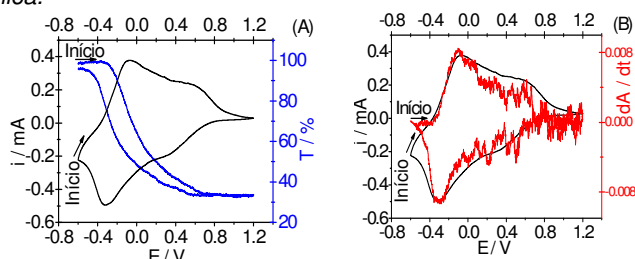 nica.
-0.8 -0.4 0.0 0.4 0.8 1.2 (A)
Início
0.4
0.2
0.0
-0.2
-0.4
-0.6
i / mA
Início
100
80
60
40
20
T / %
-0.8 -0.4 0.0 0.4 0.8 1.2
E / V
-0.8 -0.4 0.0 0.4 0.8 1.2 (B)
0.4
0.2
0.0
-0.2
-0.4
-0.6
i / mA
Início
Início
0.008
-0.000
-0.008
dA / dt
-0.8 -0.4 0.0 0.4 0.8 1.2
E / V